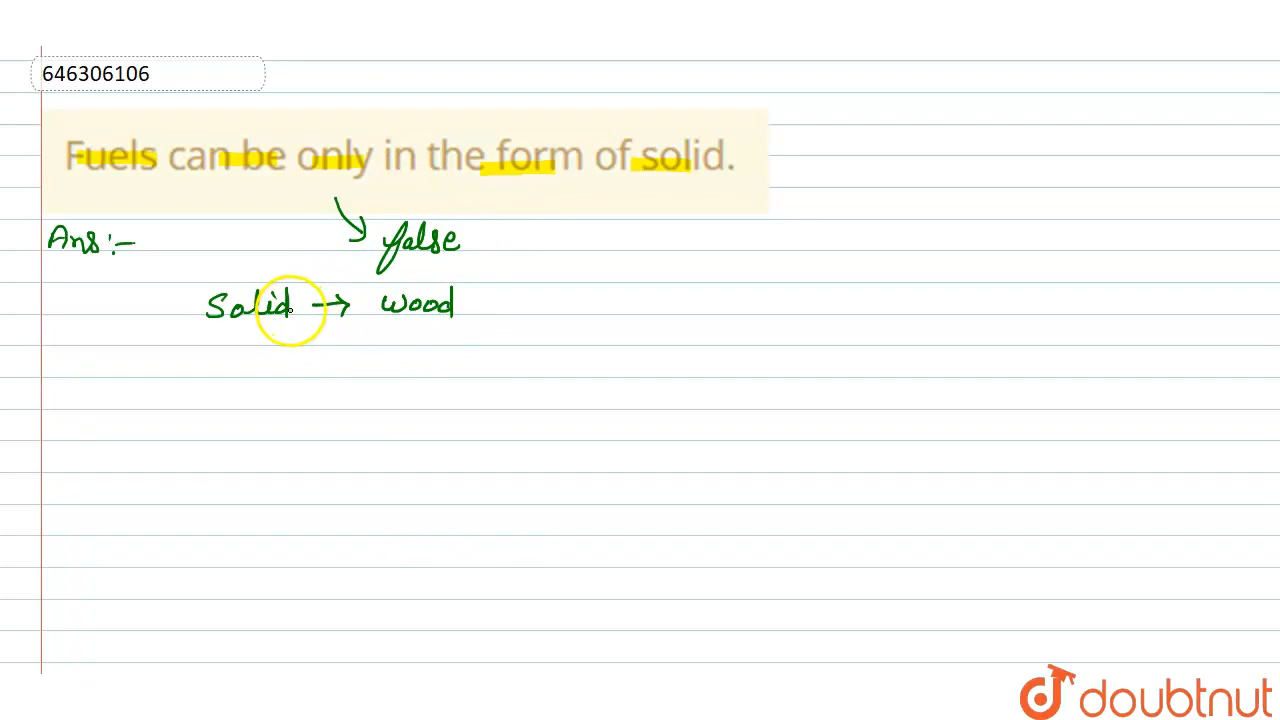 646306106
Fuels can be only in the form of solid.
Ans :- false
Solid → wood
doubtnut